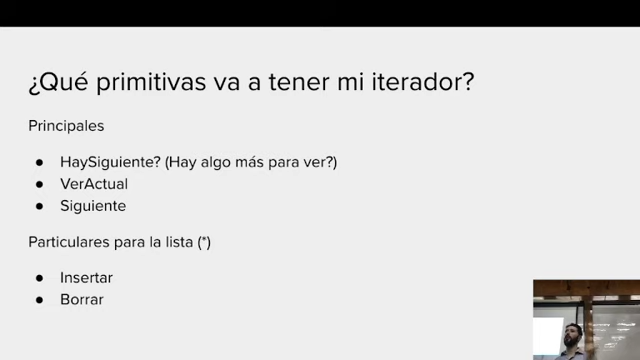 ¿Qué primitivas va a tener mi iterador?
Principales
● HaySiguiente? (Hay algo más para ver?)
● VerActual
● Siguiente
Particulares para la lista (*)
● Insertar
● Borrar